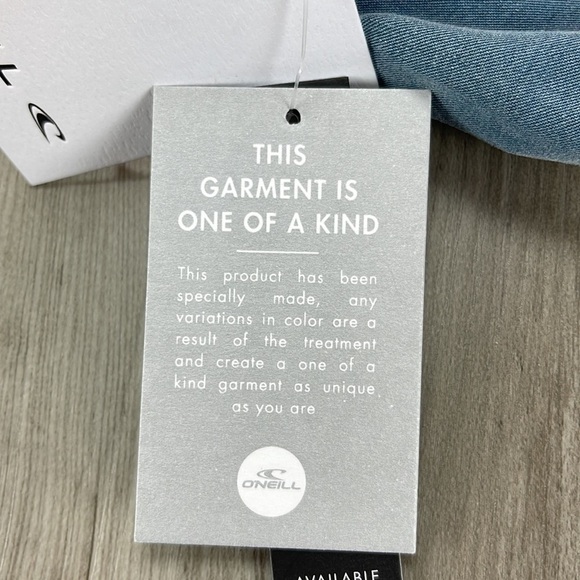 THIS
GARMENT IS
ONE OF A KIND
This product has been
specially made, any
variations in color are a
result of the treatment
and create a one of a
kind garment as unique
as you are
O'NEILL
AVAILABLE